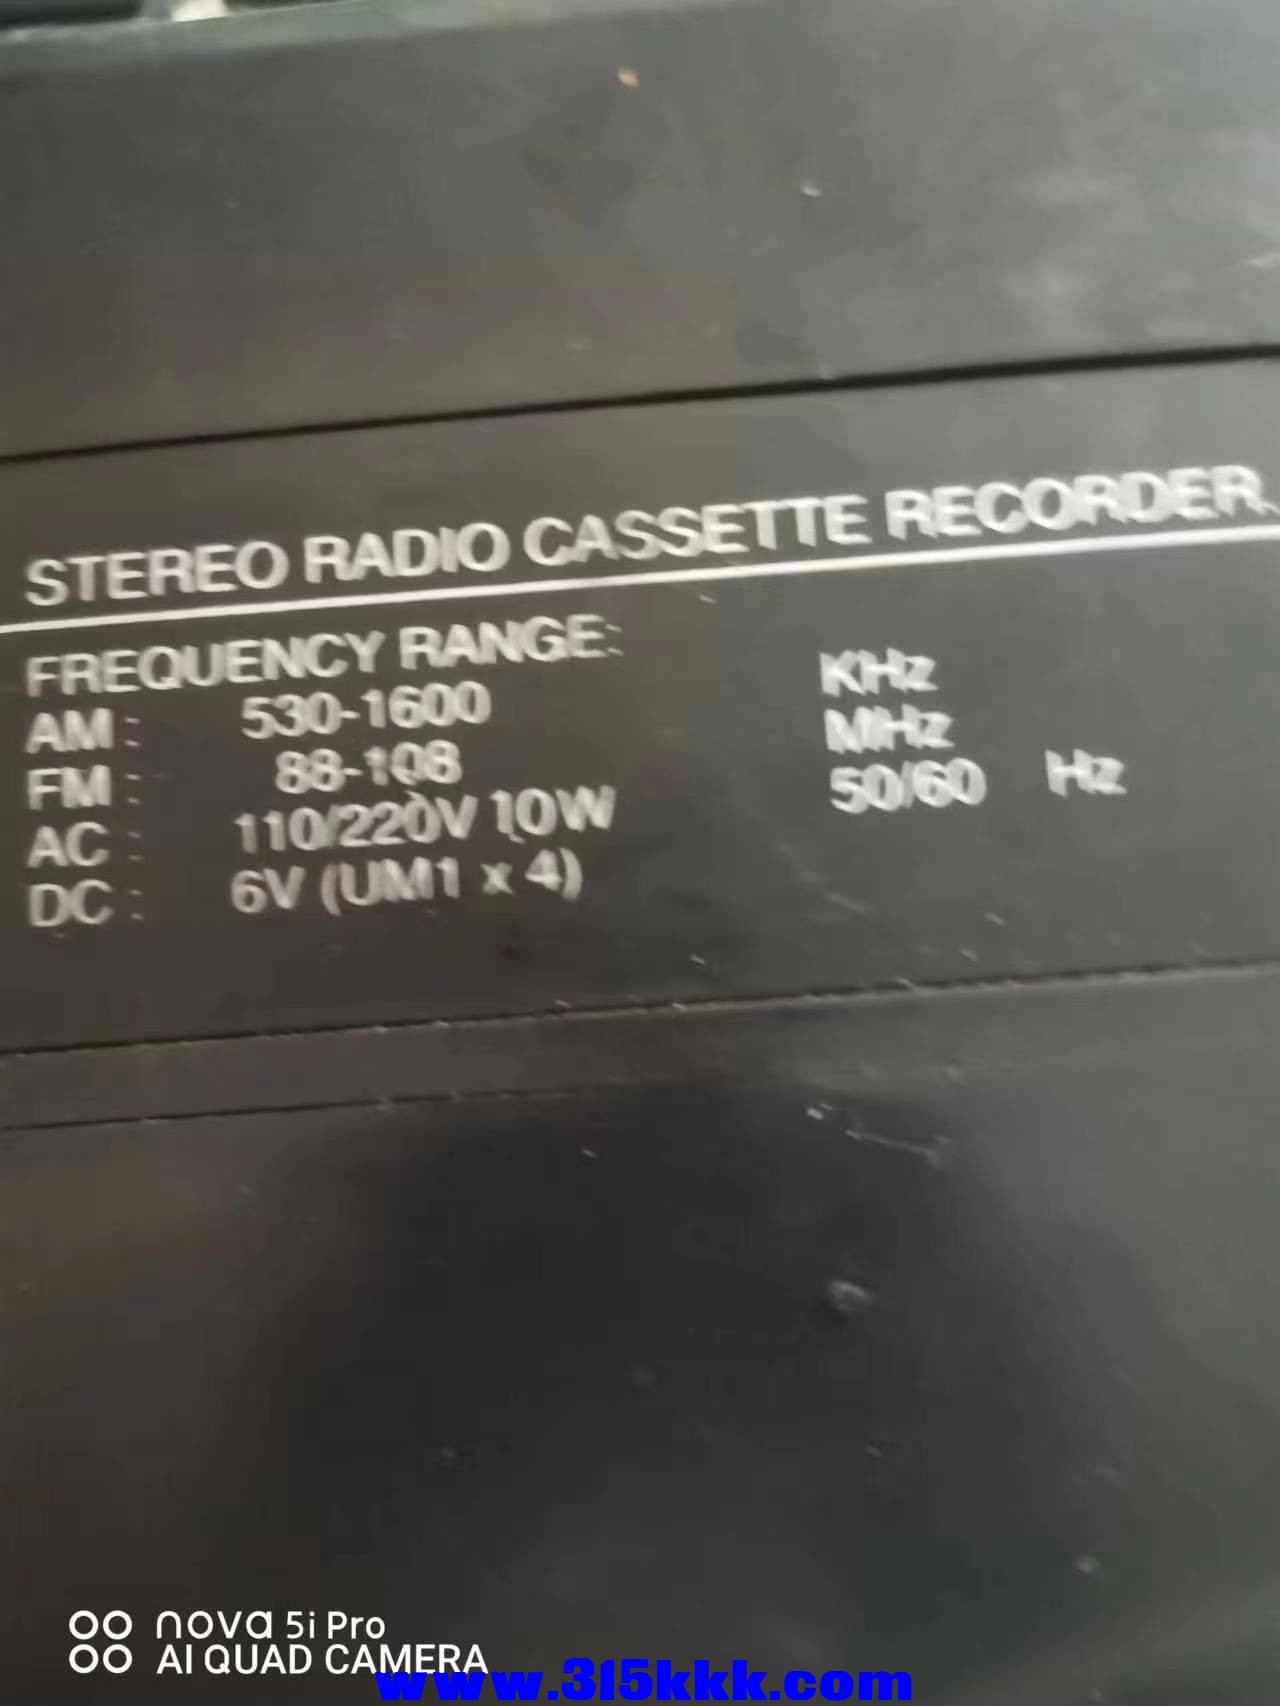 STEREO RADIO CASSETTE RECORDER.
FREQUENCY RANGE:
AM : 530-1600 KHz
FM : 88-108 MHz
AC : 110/220V 10W 50/60 Hz
DC : 6V (UM1 x 4)
nova 5i Pro
AI QUAD CAMERA
www.315kkk.com